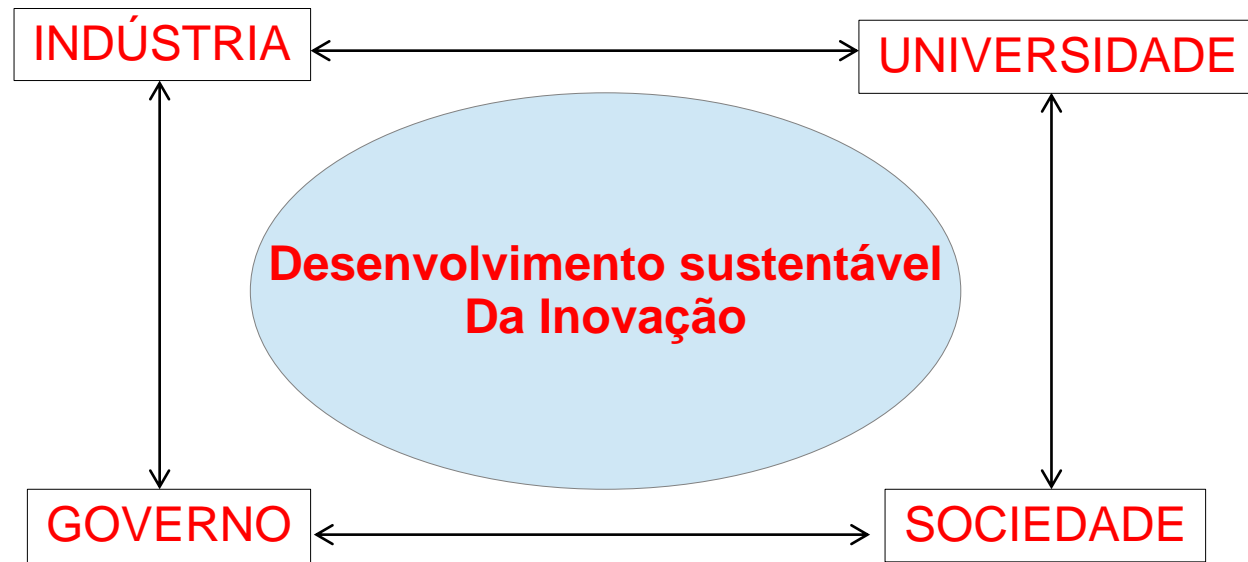 INDÚSTRIA
UNIVERSIDADE
Desenvolvimento sustentável
Da Inovação
GOVERNO
SOCIEDADE